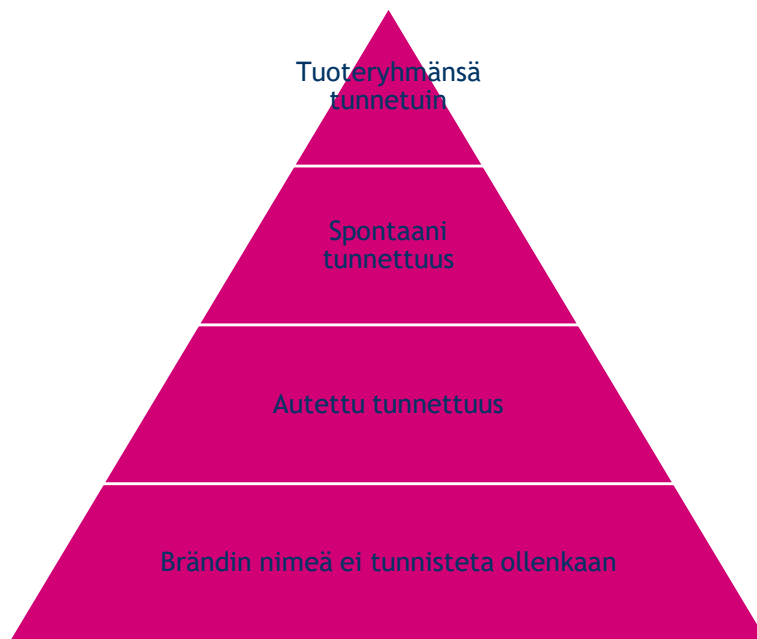 Tuoteryhmänsä
tunnetuin
Spontaani
tunnettuus
Autettu tunnettuus
Brändin nimeä ei tunnisteta ollenkaan